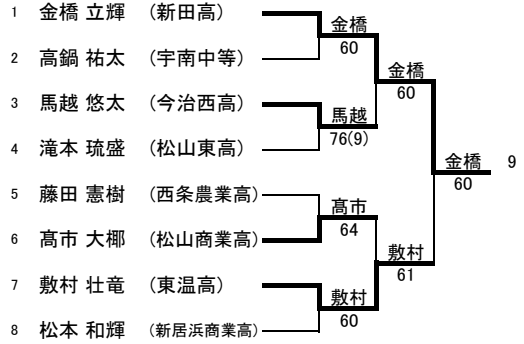 1 金橋 立輝 (新田高)
金橋
60
2 高鍋 祐太 (宇南中等)
金橋
60
3 馬越 悠太 (今治西高)
馬越
76(9)
4 滝本 琉盛 (松山東高)
金橋 9
60
5 藤田 憲樹 (西条農業高)
髙市
64
6 髙市 大椰 (松山商業高)
敷村
61
7 敷村 壮竜 (東温高)
敷村
60
8 松本 和輝 (新居浜商業高)